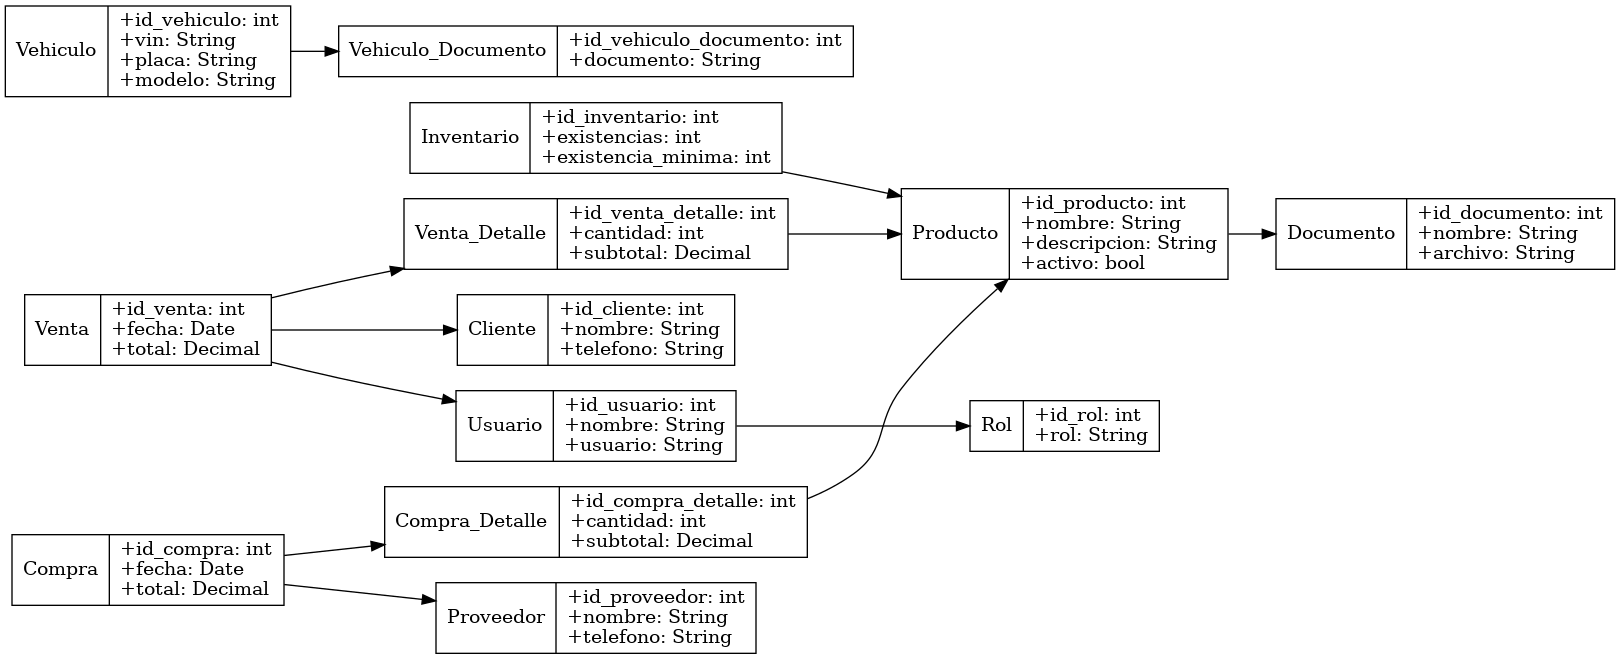 Vehiculo
+id_vehiculo: int
+vin: String
+placa: String
+modelo: String
Vehiculo_Documento
+id_vehiculo_documento: int
+documento: String
Inventario
+id_inventario: int
+existencias: int
+existencia_minima: int
Venta_Detalle
+id_venta_detalle: int
+cantidad: int
+subtotal: Decimal
Producto
+id_producto: int
+nombre: String
+descripcion: String
+activo: bool
Documento
+id_documento: int
+nombre: String
+archivo: String
Venta
+id_venta: int
+fecha: Date
+total: Decimal
Cliente
+id_cliente: int
+nombre: String
+telefono: String
Usuario
+id_usuario: int
+nombre: String
+usuario: String
Rol
+id_rol: int
+rol: String
Compra_Detalle
+id_compra_detalle: int
+cantidad: int
+subtotal: Decimal
Compra
+id_compra: int
+fecha: Date
+total: Decimal
Proveedor
+id_proveedor: int
+nombre: String
+telefono: String